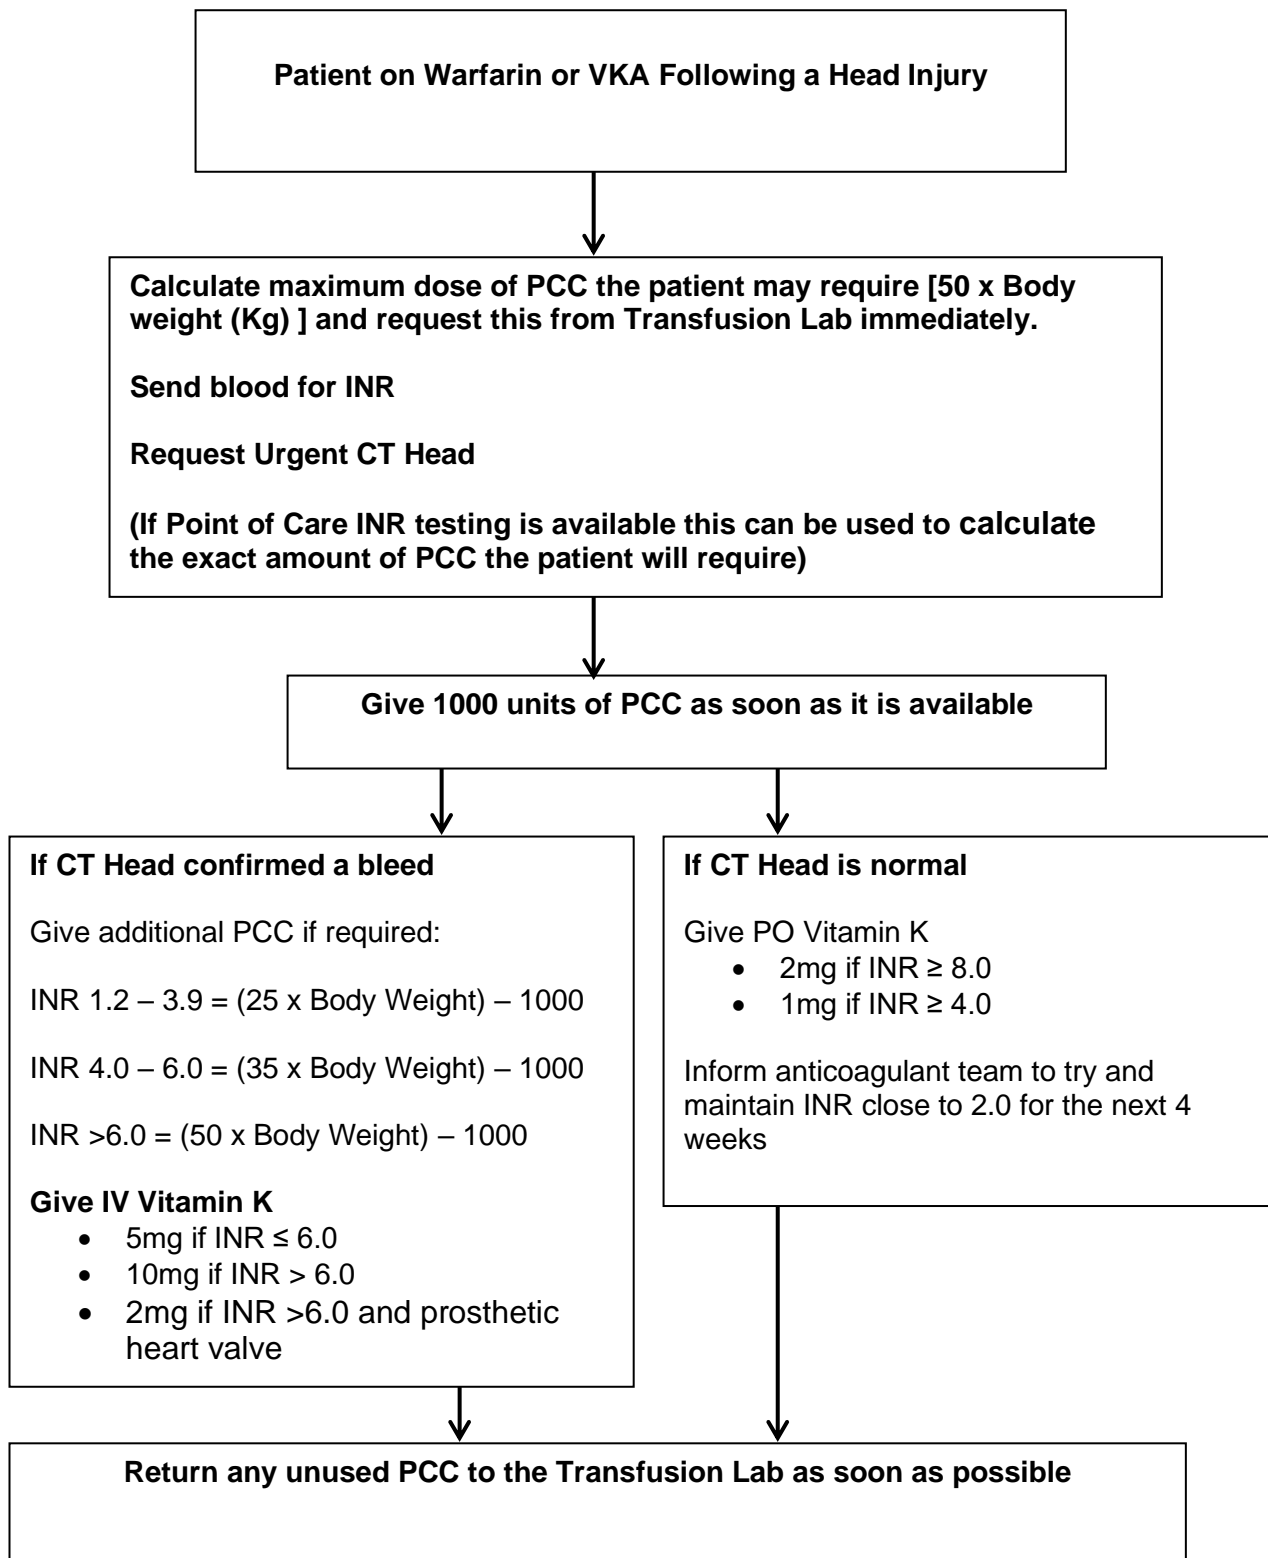 Patient on Warfarin or VKA Following a Head Injury
Calculate maximum dose of PCC the patient may require [50 x Body
weight (Kg) ] and request this from Transfusion Lab immediately.
Send blood for INR
Request Urgent CT Head
(If Point of Care INR testing is available this can be used to calculate
the exact amount of PCC the patient will require)
Give 1000 units of PCC as soon as it is available
If CT Head confirmed a bleed
Give additional PCC if required:
INR 1.2 – 3.9 = (25 x Body Weight) – 1000
INR 4.0 – 6.0 = (35 x Body Weight) – 1000
INR >6.0 = (50 x Body Weight) – 1000
Give IV Vitamin K
• 5mg if INR ≤ 6.0
• 10mg if INR > 6.0
• 2mg if INR >6.0 and prosthetic
heart valve
If CT Head is normal
Give PO Vitamin K
• 2mg if INR ≥ 8.0
• 1mg if INR ≥ 4.0
Inform anticoagulant team to try and
maintain INR close to 2.0 for the next 4
weeks
Return any unused PCC to the Transfusion Lab as soon as possible